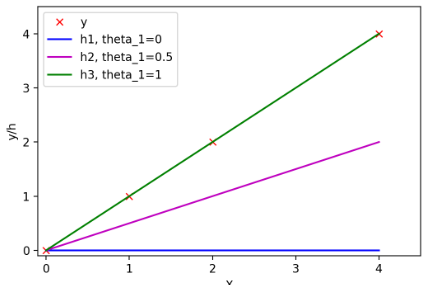 y
h1, theta_1=0
h2, theta_1=0.5
h3, theta_1=1
y/h
4
3
2
1
0
0 1 2 3 4